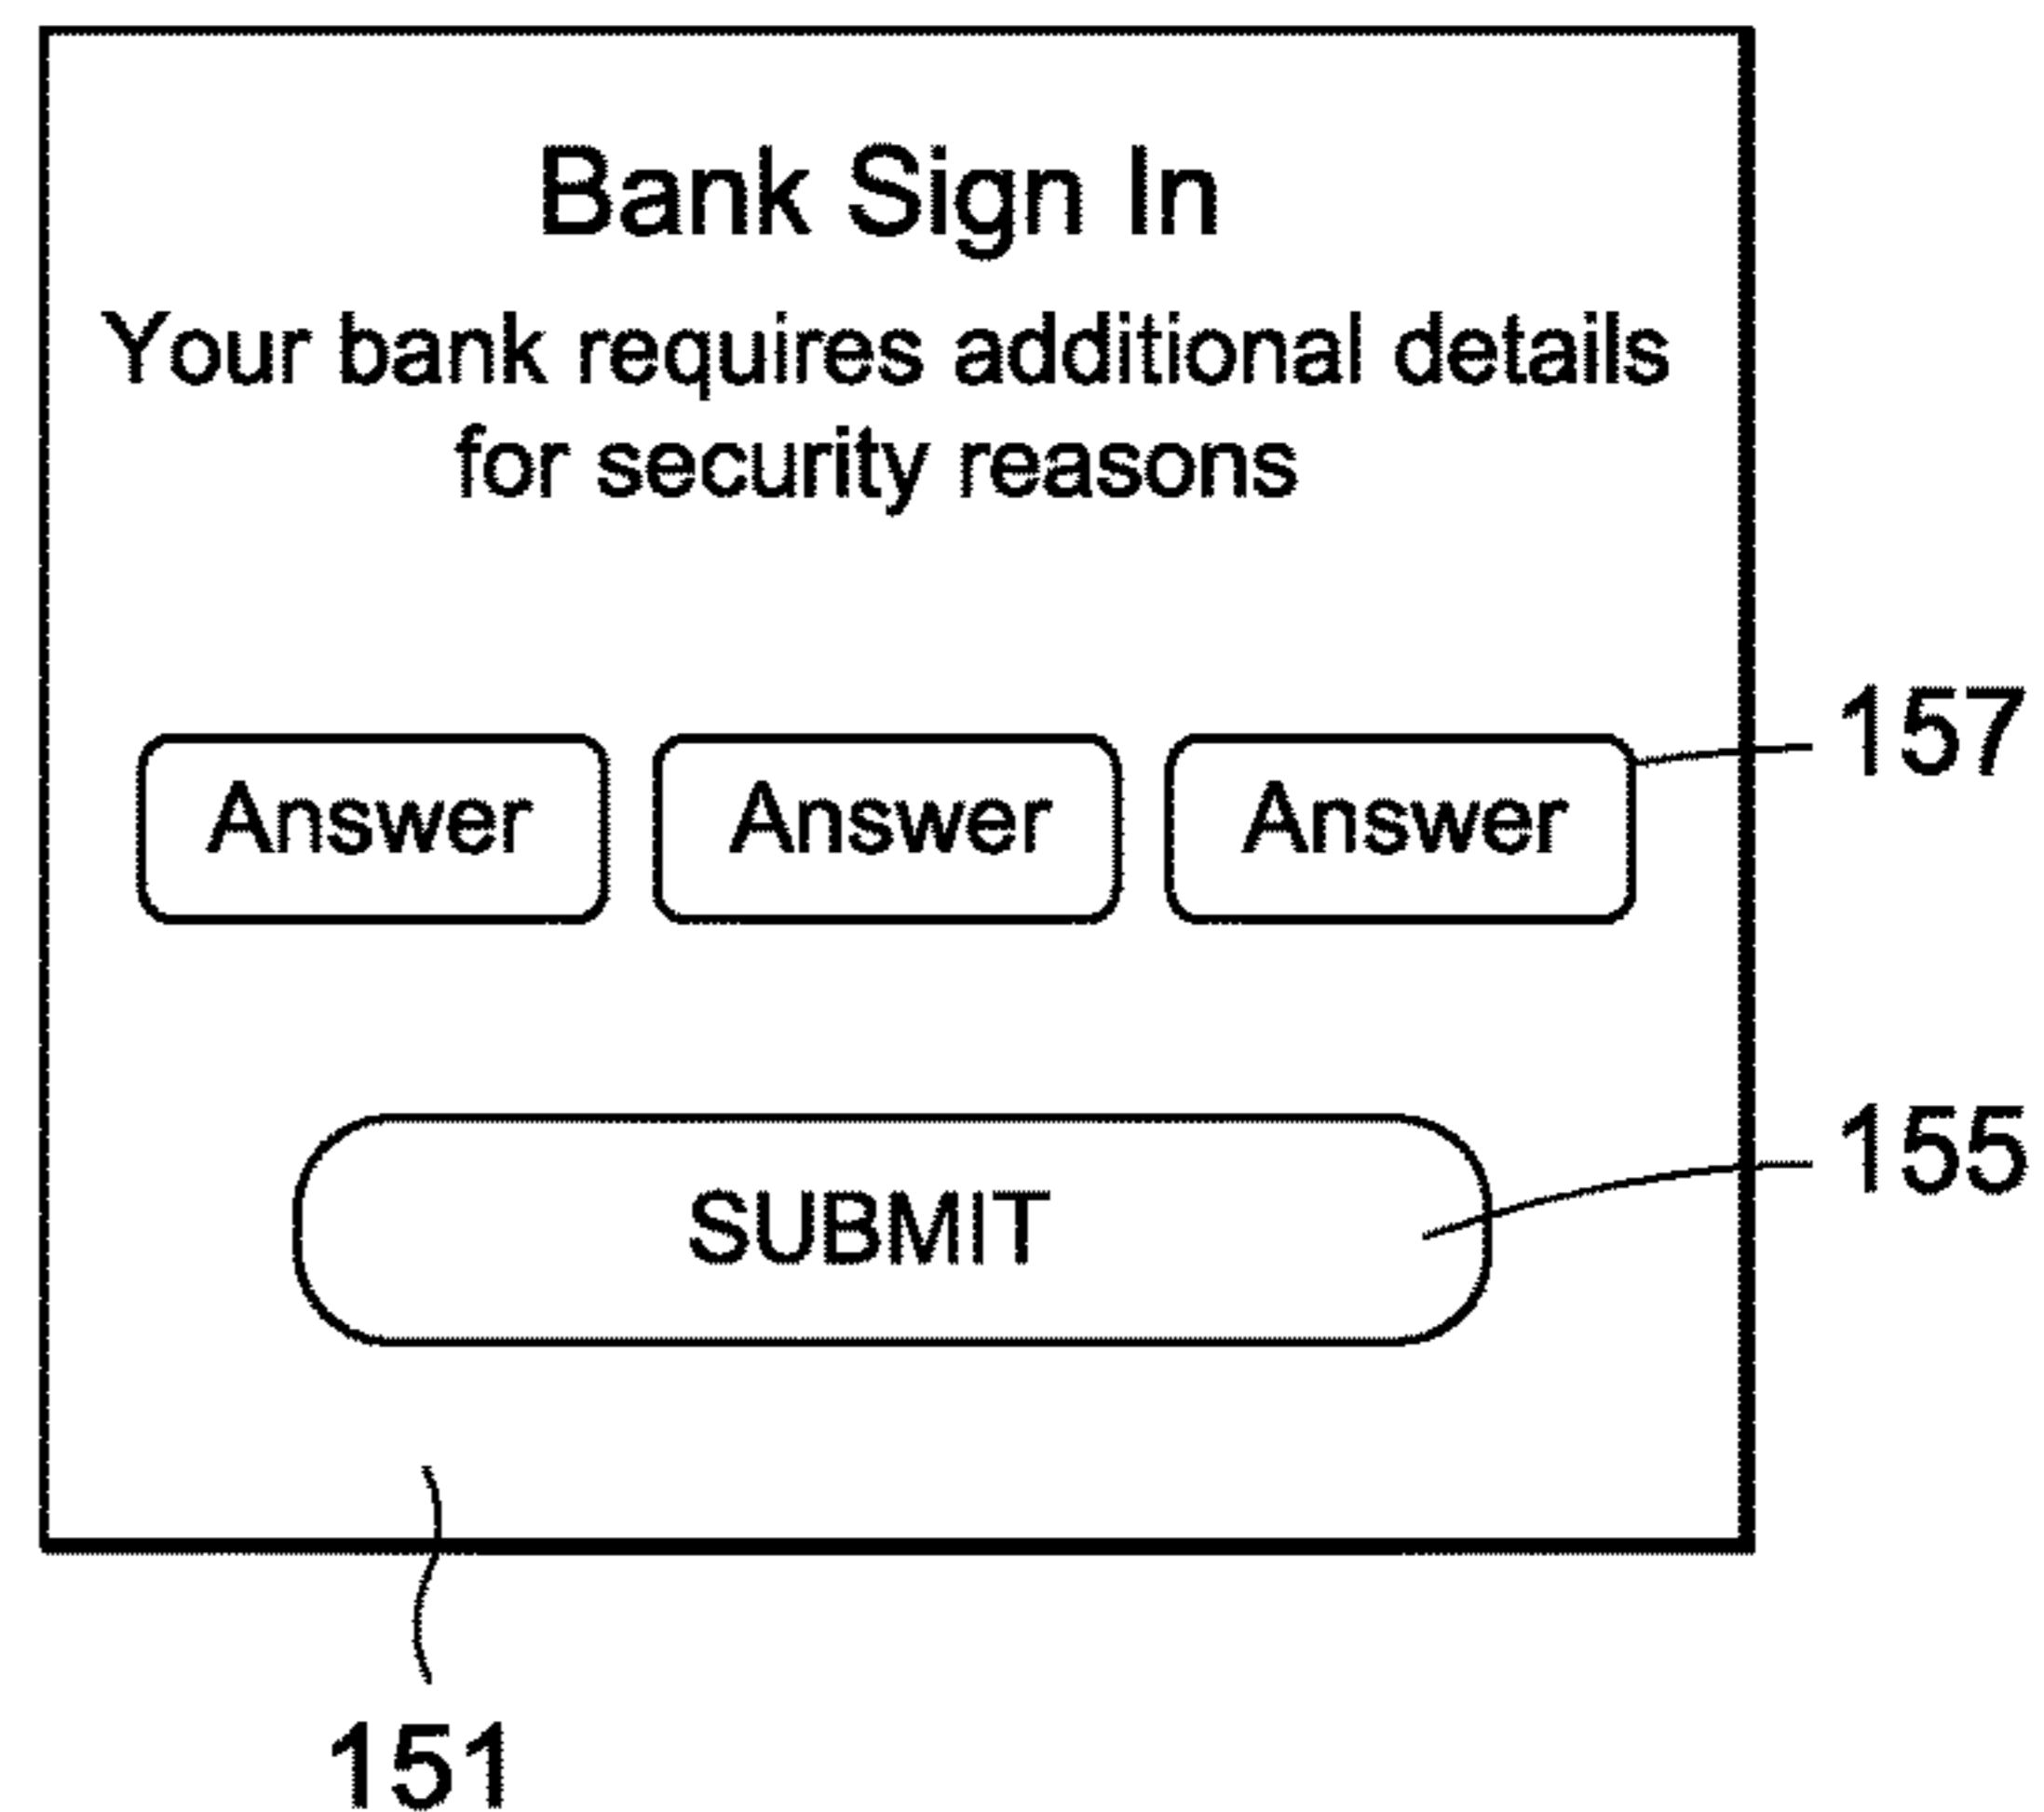 Bank Sign In
Your bank requires additional details
for security reasons
157
Answer Answer Answer
155
SUBMIT
151